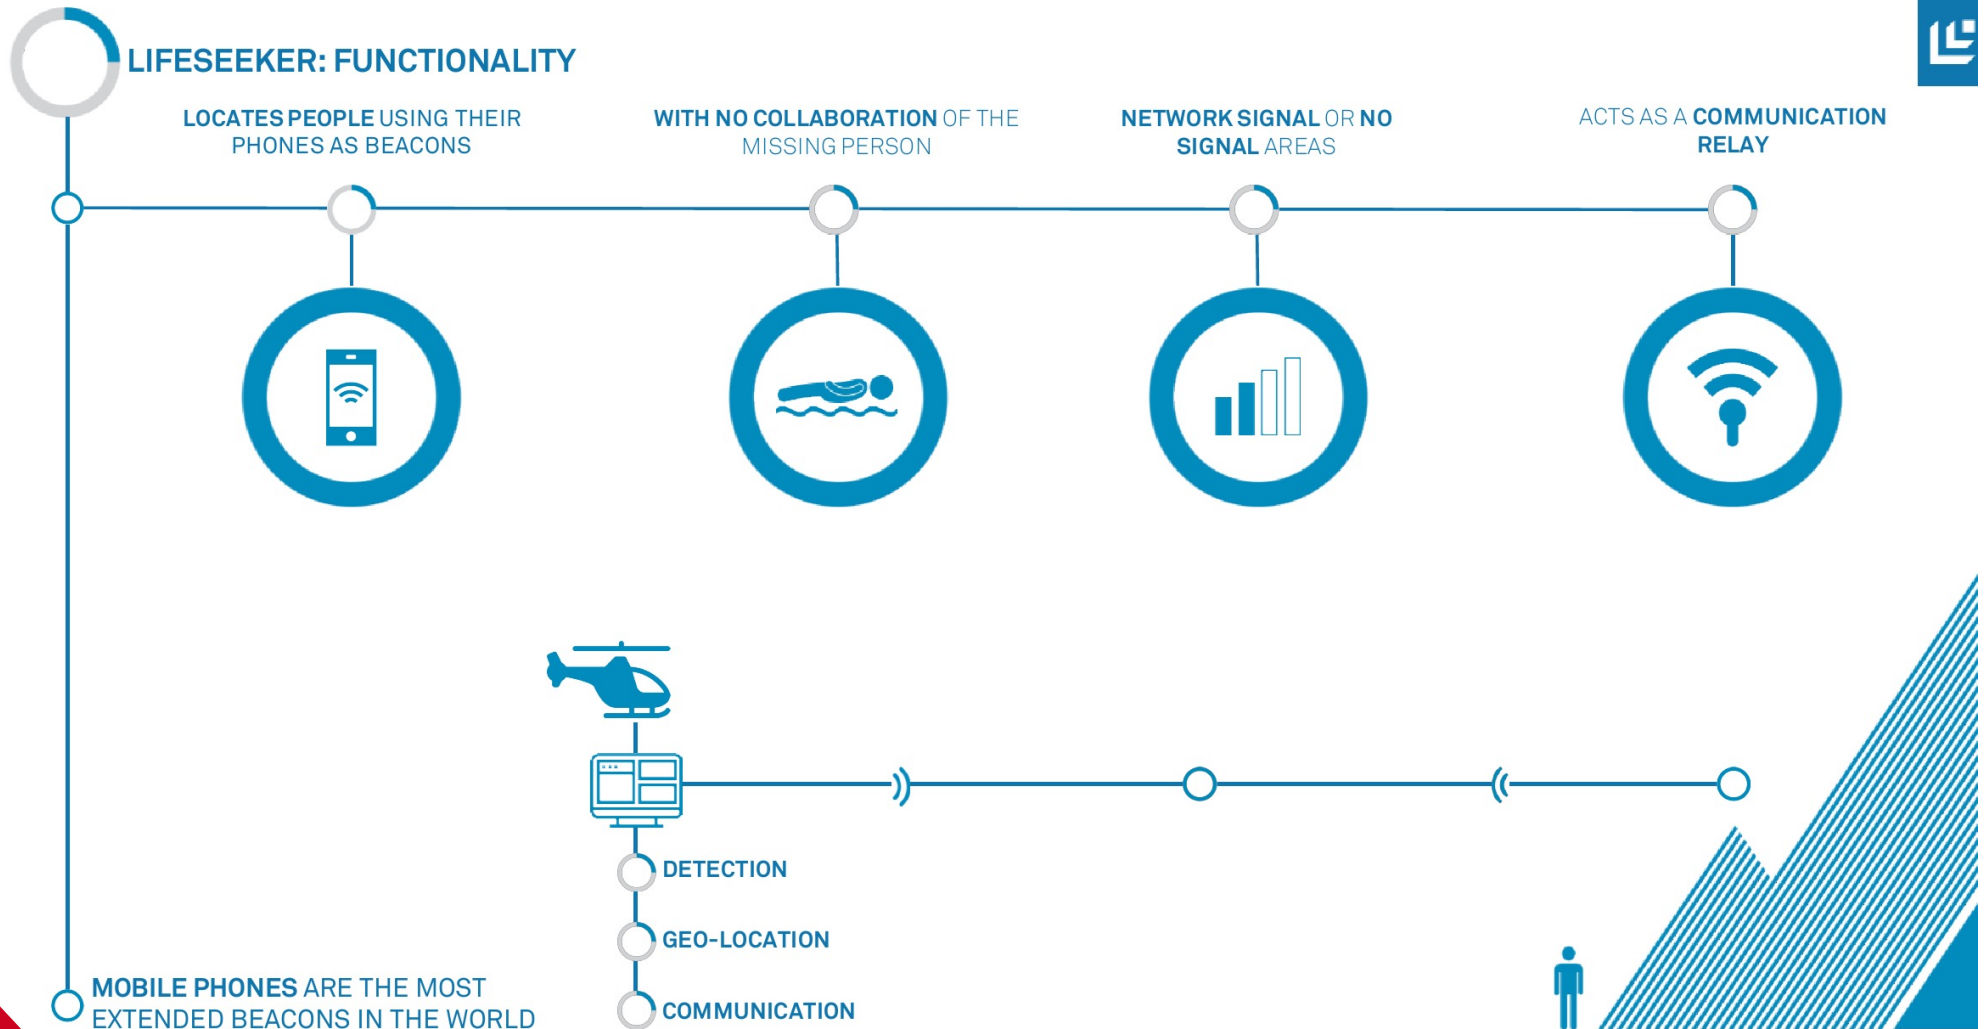 LIFESEEKER: FUNCTIONALITY
LOCATES PEOPLE USING THEIR
PHONES AS BEACONS
WITH NO COLLABORATION OF THE
MISSING PERSON
NETWORK SIGNAL OR NO
SIGNAL AREAS
ACTS AS A COMMUNICATION
RELAY
DETECTION
GEO-LOCATION
COMMUNICATION
MOBILE PHONES ARE THE MOST
EXTENDED BEACONS IN THE WORLD